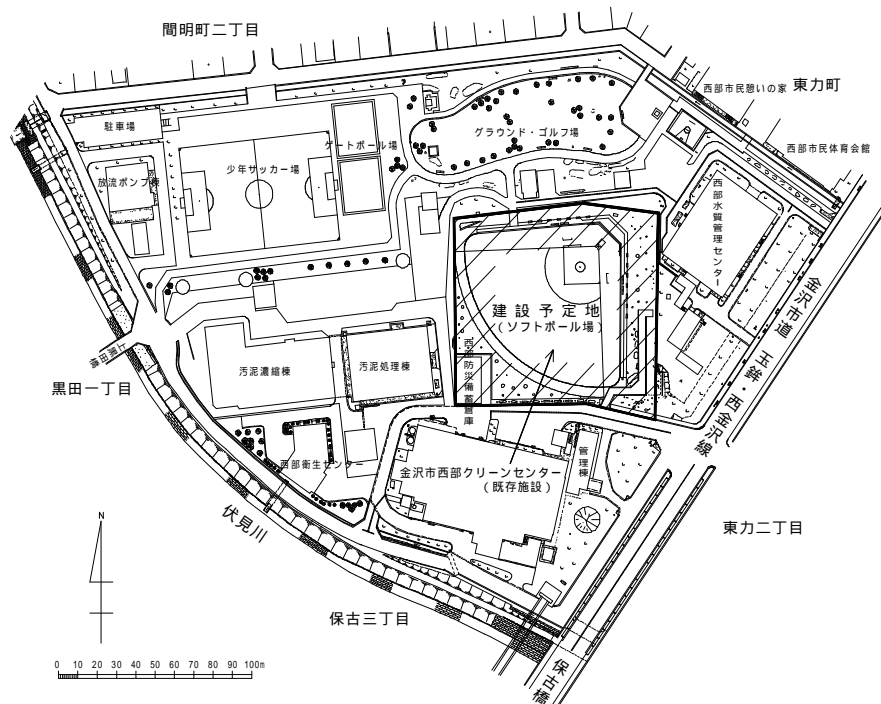 間明町二丁目
西部市民憩いの家
東力町
駐車場
ゲートボール場
グラウンド・ゴルフ場
西部市民体育会館
少年サッカー場
放流ポンプ棟
西部水質管理センター
金沢市道 玉鉾・西金沢線
建設予定地
(ソフトボール場)
上黒田橋
西部防災備蓄倉庫
汚泥濃縮棟
汚泥処理棟
黒田一丁目
西部衛生センター
金沢市西部クリーンセンター
(既存施設)
管理棟
伏見川
東力二丁目
N
保古三丁目
保古橋
0 10 20 30 40 50 60 70 80 90 100m